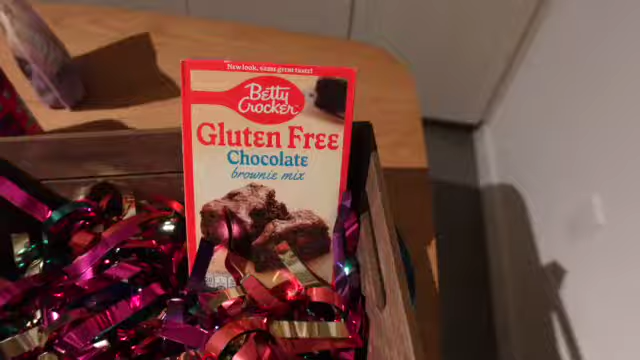 New look, same great taste!
Betty
Crocker
Gluten Free
Chocolate
brownie mix